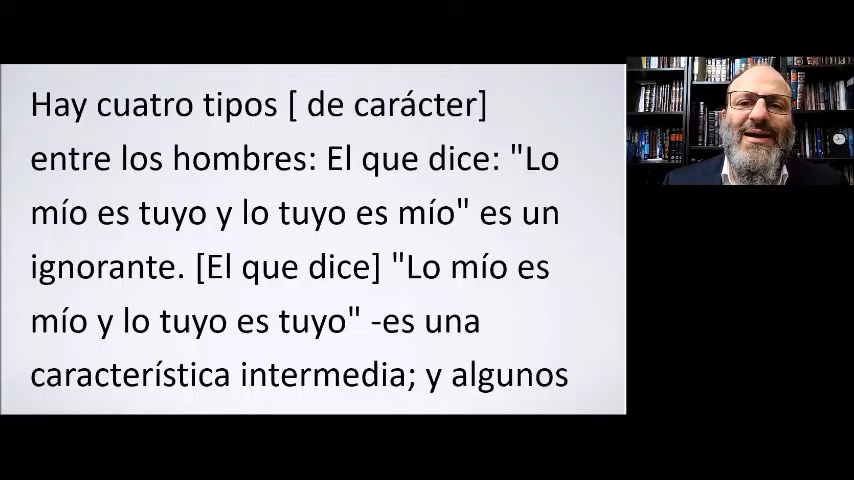 Hay cuatro tipos [ de carácter]
entre los hombres: El que dice: "Lo
mío es tuyo y lo tuyo es mío" es un
ignorante. [El que dice] "Lo mío es
mío y lo tuyo es tuyo" -es una
característica intermedia; y algunos